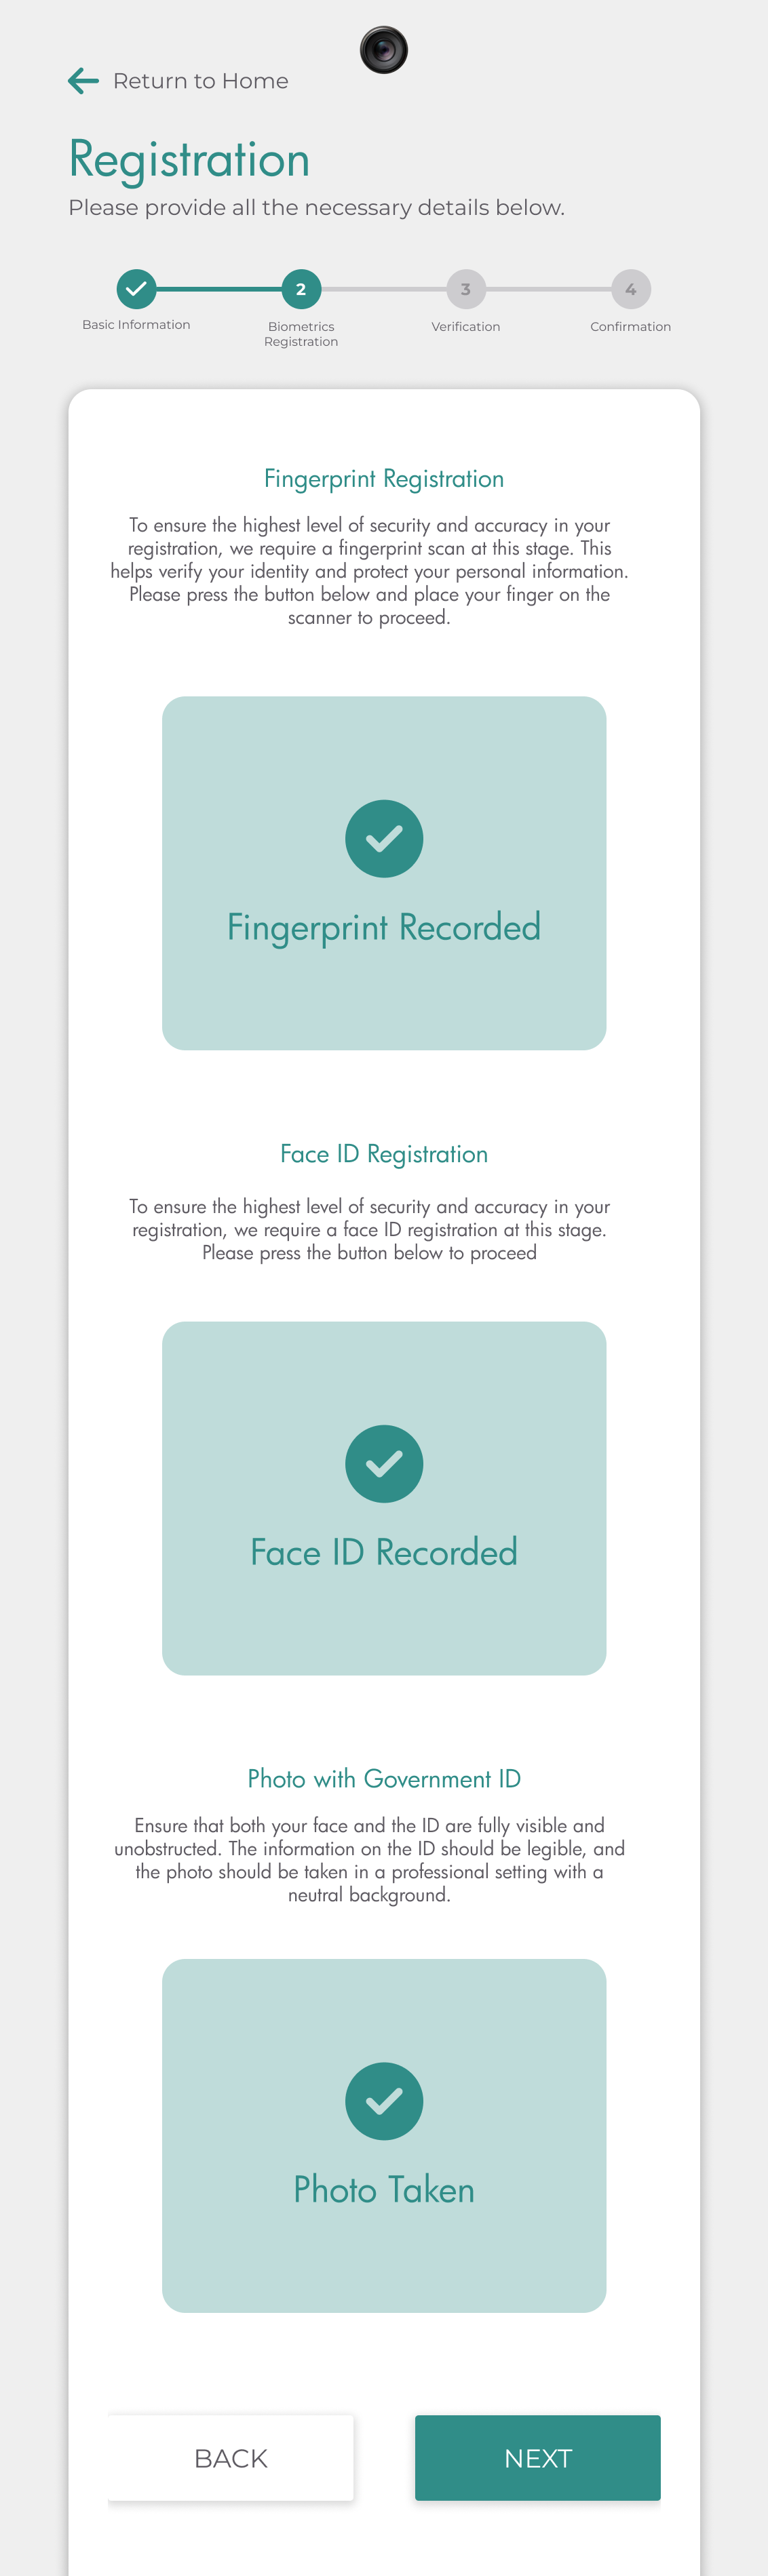 Return to Home
Registration
Please provide all the necessary details below.
2
3
4
Basic Information
Biometrics
Registration
Verification
Confirmation
Fingerprint Registration
To ensure the highest level of security and accuracy in your
registration, we require a fingerprint scan at this stage. This
helps verify your identity and protect your personal information.
Please press the button below and place your finger on the
scanner to proceed.
Fingerprint Recorded
Face ID Registration
To ensure the highest level of security and accuracy in your
registration, we require a face ID registration at this stage.
Please press the button below to proceed
Face ID Recorded
Photo with Government ID
Ensure that both your face and the ID are fully visible and
unobstructed. The information on the ID should be legible, and
the photo should be taken in a professional setting with a
neutral background.
Photo Taken
BACK
NEXT